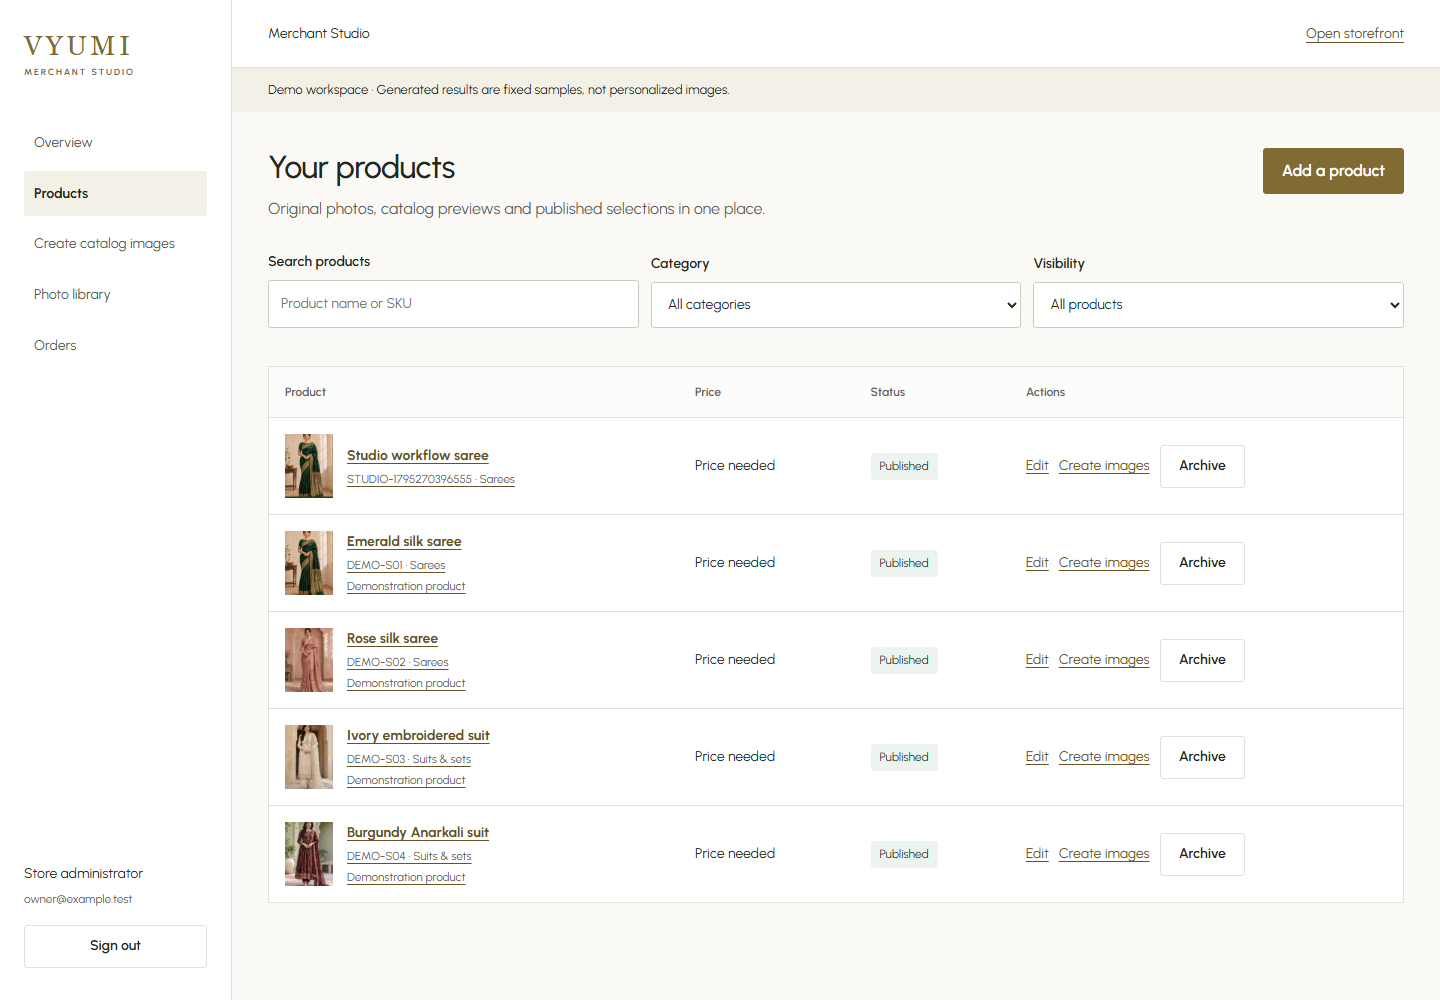 VYUMI
MERCHANT STUDIO
Overview
Products
Create catalog images
Photo library
Orders
Store administrator
owner@example.test
Sign out
Merchant Studio
Open storefront
Demo workspace · Generated results are fixed samples, not personalized images.
Your products
Add a product
Original photos, catalog previews and published selections in one place.
Search products
Product name or SKU
Category
All categories
Visibility
All products
Product Price Status Actions
Studio workflow saree
STUDIO-1795270396555 · Sarees
Price needed Published Edit Create images Archive
Emerald silk saree
DEMO-S01 · Sarees
Demonstration product
Price needed Published Edit Create images Archive
Rose silk saree
DEMO-S02 · Sarees
Demonstration product
Price needed Published Edit Create images Archive
Ivory embroidered suit
DEMO-S03 · Suits & sets
Demonstration product
Price needed Published Edit Create images Archive
Burgundy Anarkali suit
DEMO-S04 · Suits & sets
Demonstration product
Price needed Published Edit Create images Archive